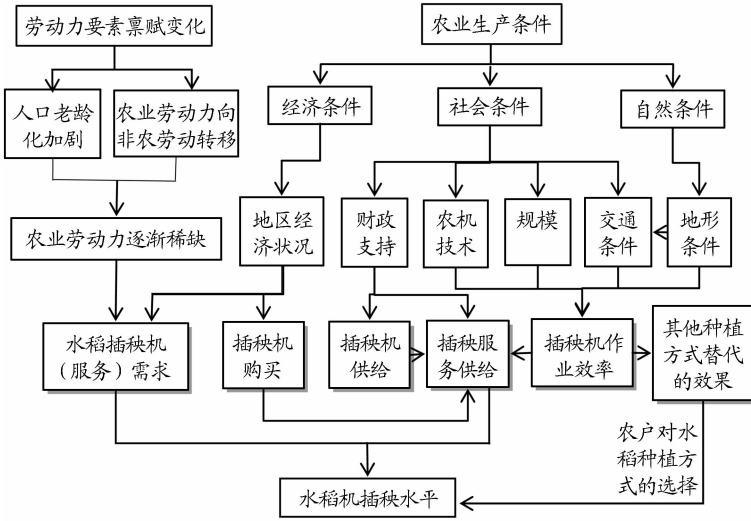 劳动力要素禀赋变化
农业生产条件
人口老龄
化加剧
农业劳动力向
非农劳动转移
经济条件
社会条件
自然条件
农业劳动力逐渐稀缺
地区经
济状况
财政
支持
农机
技术
规模
交通
条件
地形
条件
水稻插秧机
（服务）需求
插秧机
购买
插秧机
供给
插秧服
务供给
插秧机作
业效率
其他种植
方式替代
的效果
农户对水
稻种植方
式的选择
水稻机插秧水平